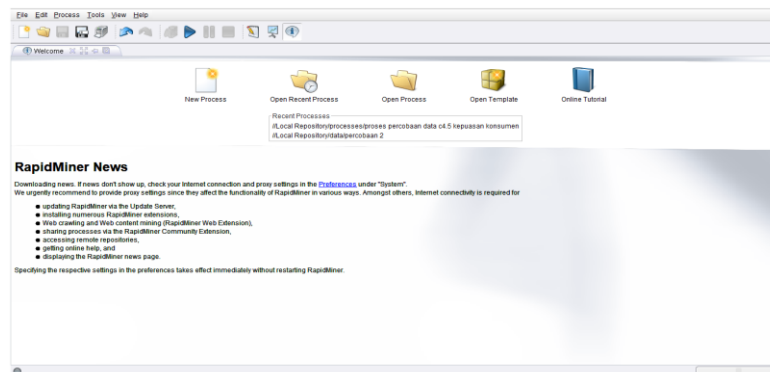 File Edit Process Tools View Help
Welcome
New Process Open Recent Process Open Process Open Template Online Tutorial
Recent Processes
//Local Repository/processes/proses percobaan data c4.5 kepuasan konsumen
//Local Repository/data/percobaan 2
RapidMiner News
Downloading news. If news don't show up, check your Internet connection and proxy settings in the Preferences under "System".
We urgently recommend to provide proxy settings since they affect the functionality of RapidMiner in various ways. Amongst others, Internet connectivity is required for
● updating RapidMiner via the Update Server,
● installing numerous RapidMiner extensions,
● Web crawling and Web content mining (RapidMiner Web Extension),
● sharing processes via the RapidMiner Community Extension,
● accessing remote repositories,
● getting online help, and
● displaying the RapidMiner news page.
Specifying the respective settings in the preferences takes effect immediately without restarting RapidMiner.